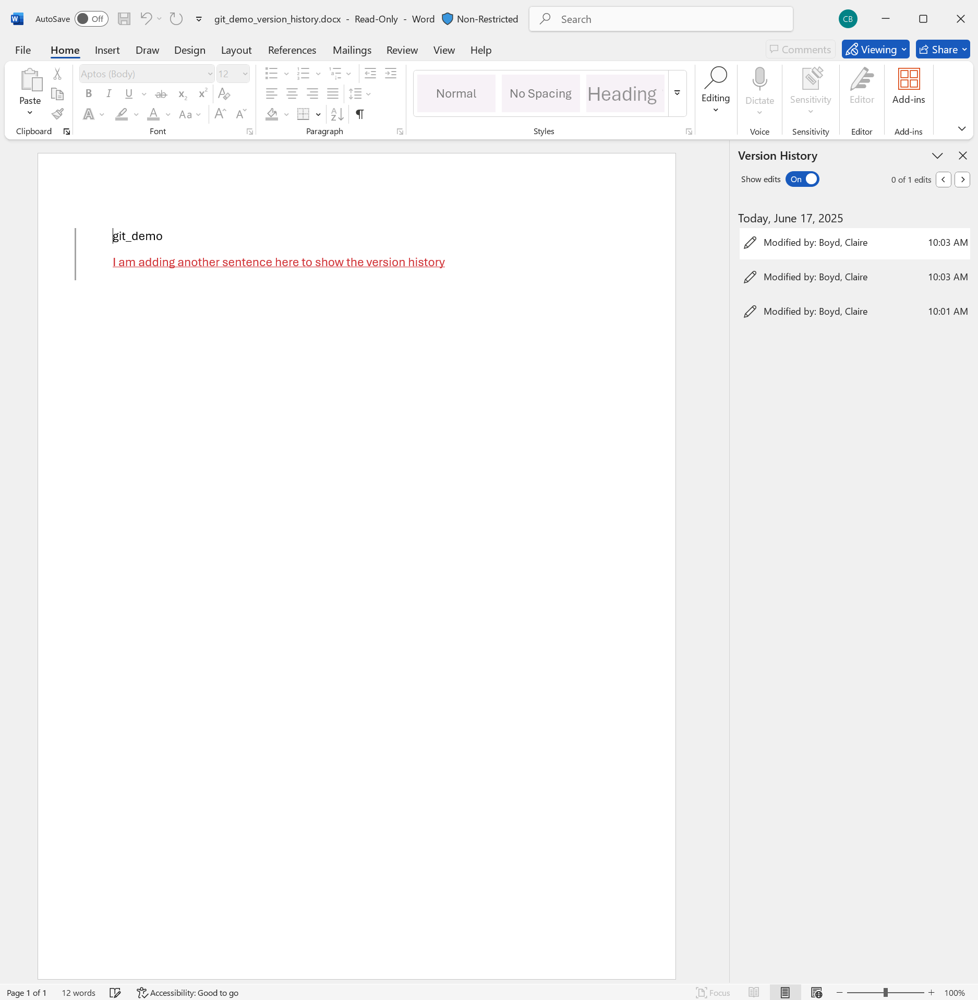 AutoSave Off git_demo_version_history.docx - Read-Only - Word Non-Restricted Search CB
File Home Insert Draw Design Layout References Mailings Review View Help Comments Viewing Share
Paste
Clipboard
Aptos (Body) 12
Font
Paragraph
Normal No Spacing Heading
Styles
Editing
Dictate
Voice
Sensitivity
Sensitivity
Editor
Editor
Add-ins
Add-ins
git_demo
I am adding another sentence here to show the version history
Version History
Show edits On 0 of 1 edits
Today, June 17, 2025
Modified by: Boyd, Claire 10:03 AM
Modified by: Boyd, Claire 10:03 AM
Modified by: Boyd, Claire 10:01 AM
Page 1 of 1 12 words Accessibility: Good to go Focus 100%